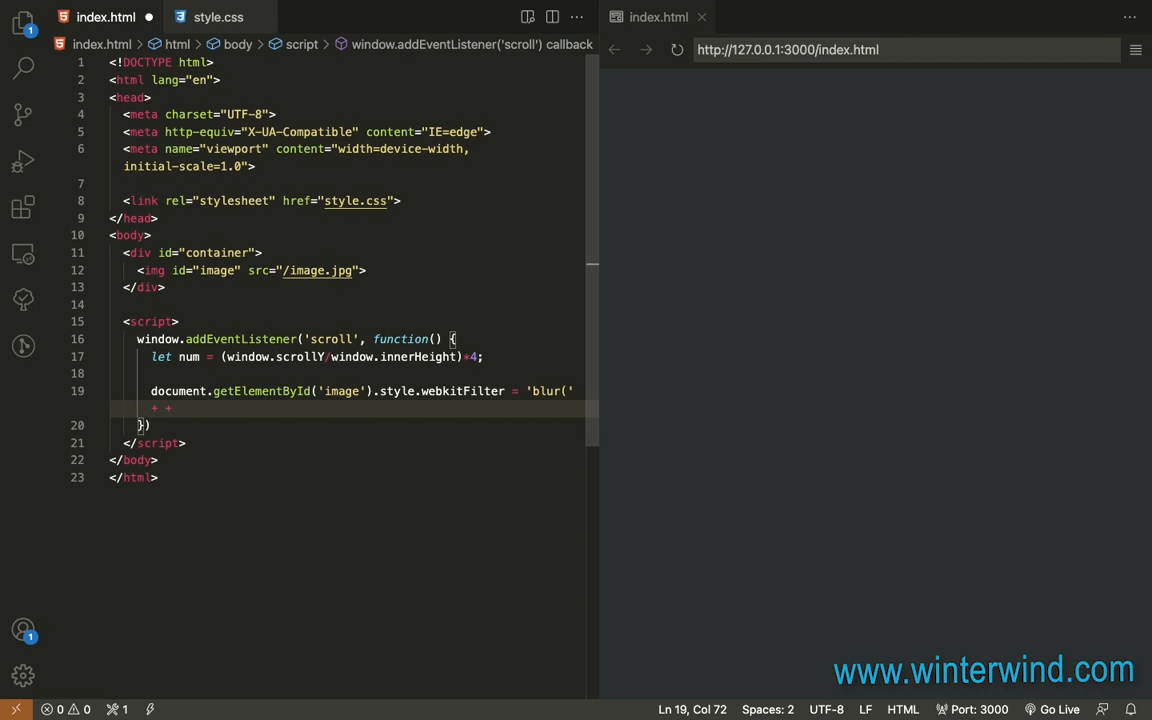 1
index.html
style.css
index.html
index.html html body script window.addEventListener('scroll') callback
http://127.0.0.1:3000/index.html
1 <!DOCTYPE html>
2 <html lang="en">
3 <head>
4 <meta charset="UTF-8">
5 <meta http-equiv="X-UA-Compatible" content="IE=edge">
6 <meta name="viewport" content="width=device-width,
initial-scale=1.0">
7
8 <link rel="stylesheet" href="style.css">
9 </head>
10 <body>
11 <div id="container">
12 <img id="image" src="/image.jpg">
13 </div>
14
15 <script>
16 window.addEventListener('scroll', function() {
17 let num = (window.scrollY/window.innerHeight)*4;
18
19 document.getElementById('image').style.webkitFilter = 'blur('
+ +
20 })
21 </script>
22 </body>
23 </html>
1
www.winterwind.com
0 0 1 Ln 19, Col 72 Spaces: 2 UTF-8 LF HTML Port: 3000 Go Live